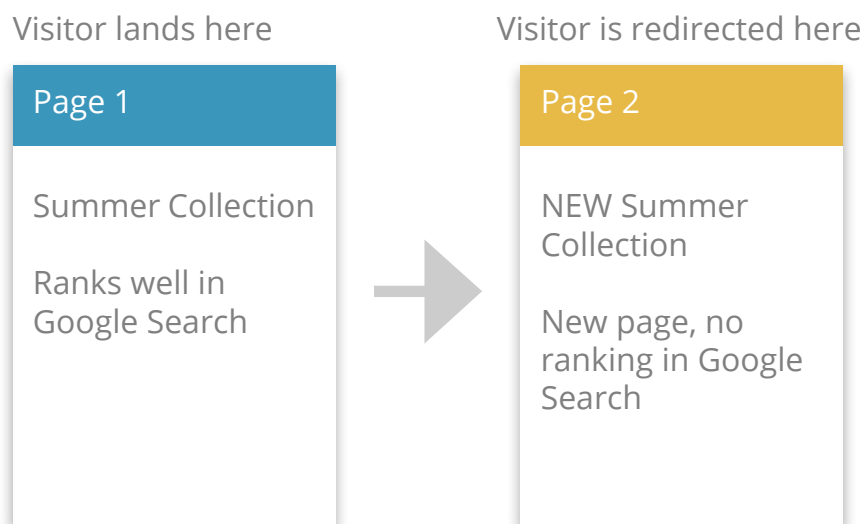 Visitor lands here
Visitor is redirected here
Page 1
Summer Collection
Ranks well in
Google Search
Page 2
NEW Summer
Collection
New page, no
ranking in Google
Search